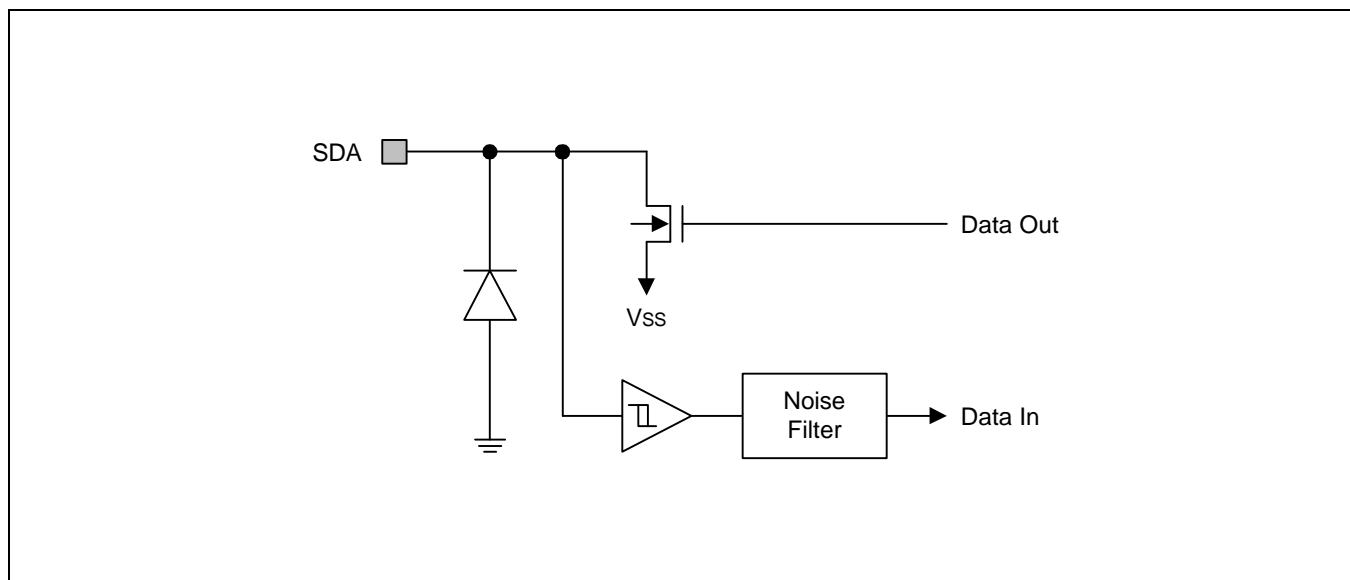 SDA
Data Out
VSS
Noise
Filter
Data In